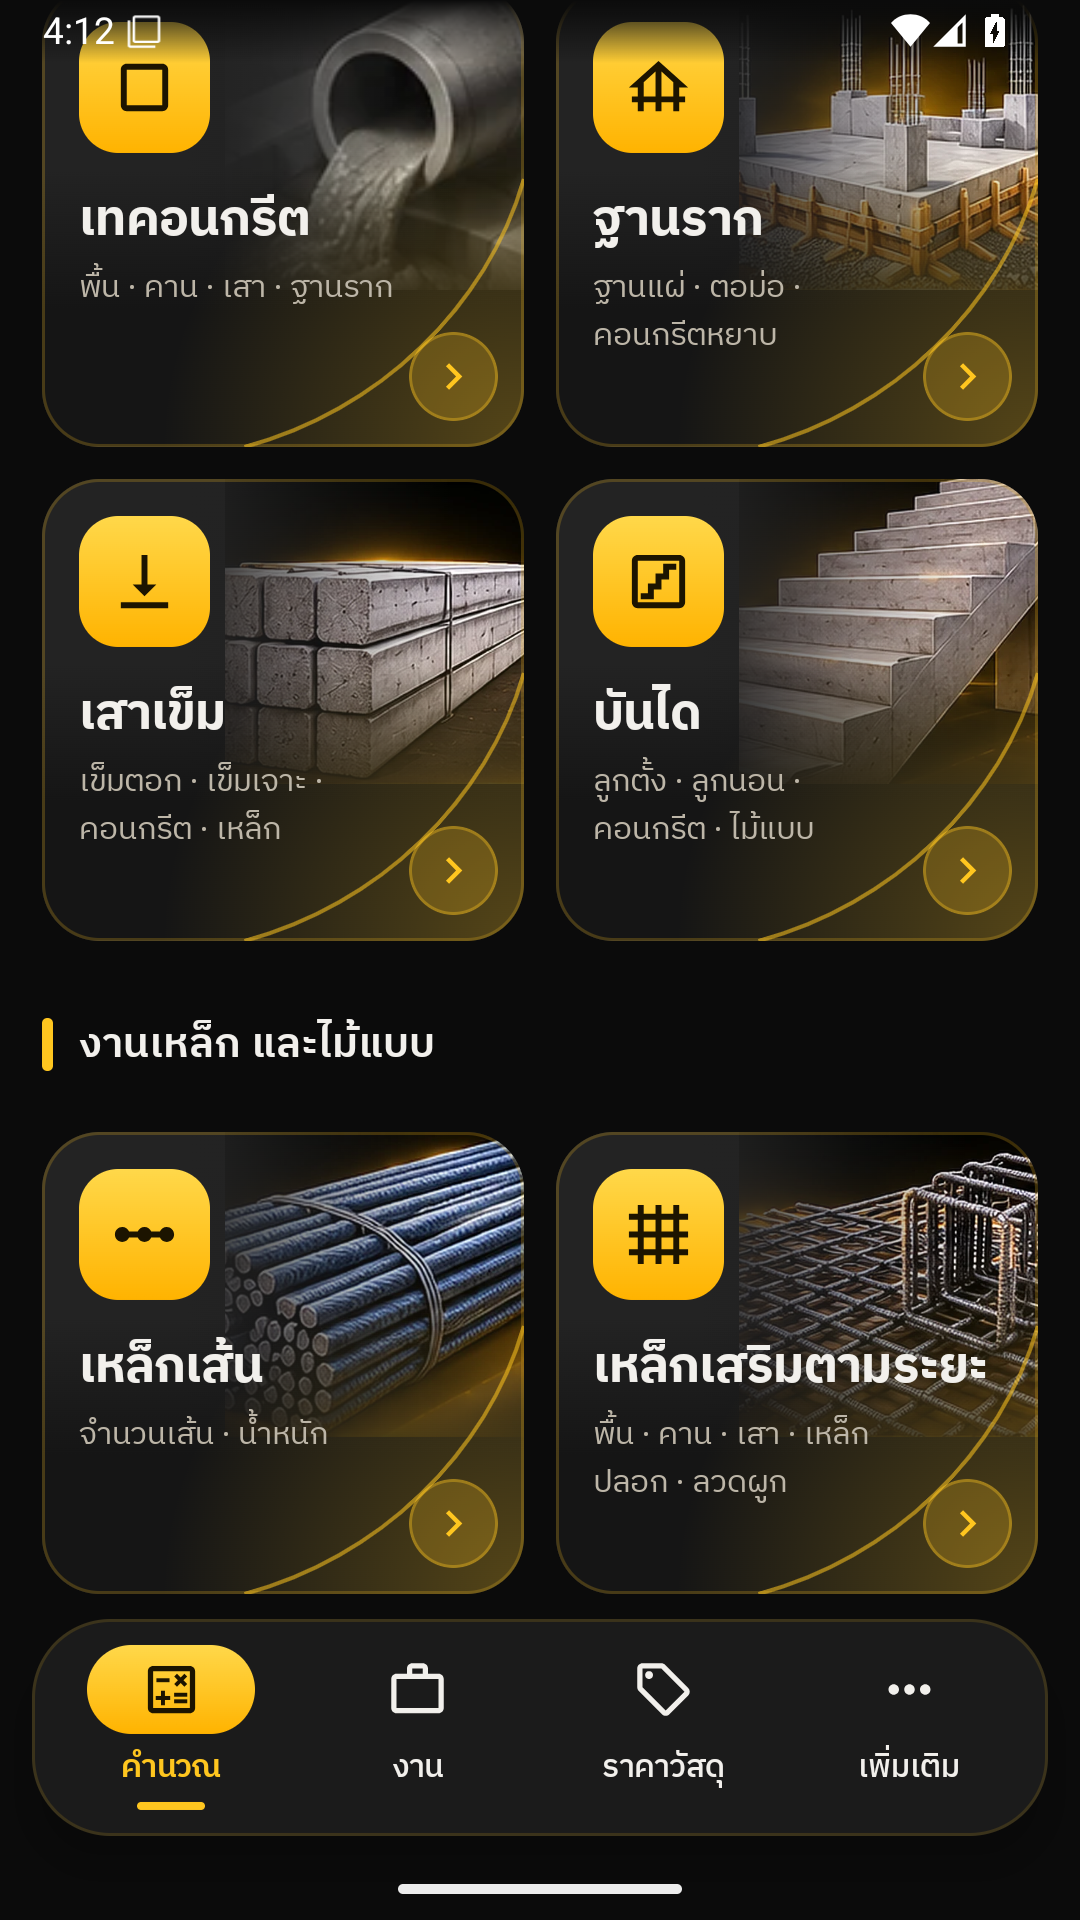 4:12
เทคอนกรีต
พื้น · คาน · เสา · ฐานราก
ฐานราก
ฐานแผ่ · ตอม่อ ·
คอนกรีตหยาบ
เสาเข็ม
เข็มตอก · เข็มเจาะ ·
คอนกรีต · เหล็ก
บันได
ลูกตั้ง · ลูกนอน ·
คอนกรีต · ไม้แบบ
งานเหล็ก และไม้แบบ
เหล็กเส้น
จำนวนเส้น · น้ำหนัก
เหล็กเสริมตามระยะ
พื้น · คาน · เสา · เหล็ก
ปลอก · ลวดผูก
คำนวณ
งาน
ราคาวัสดุ
เพิ่มเติม